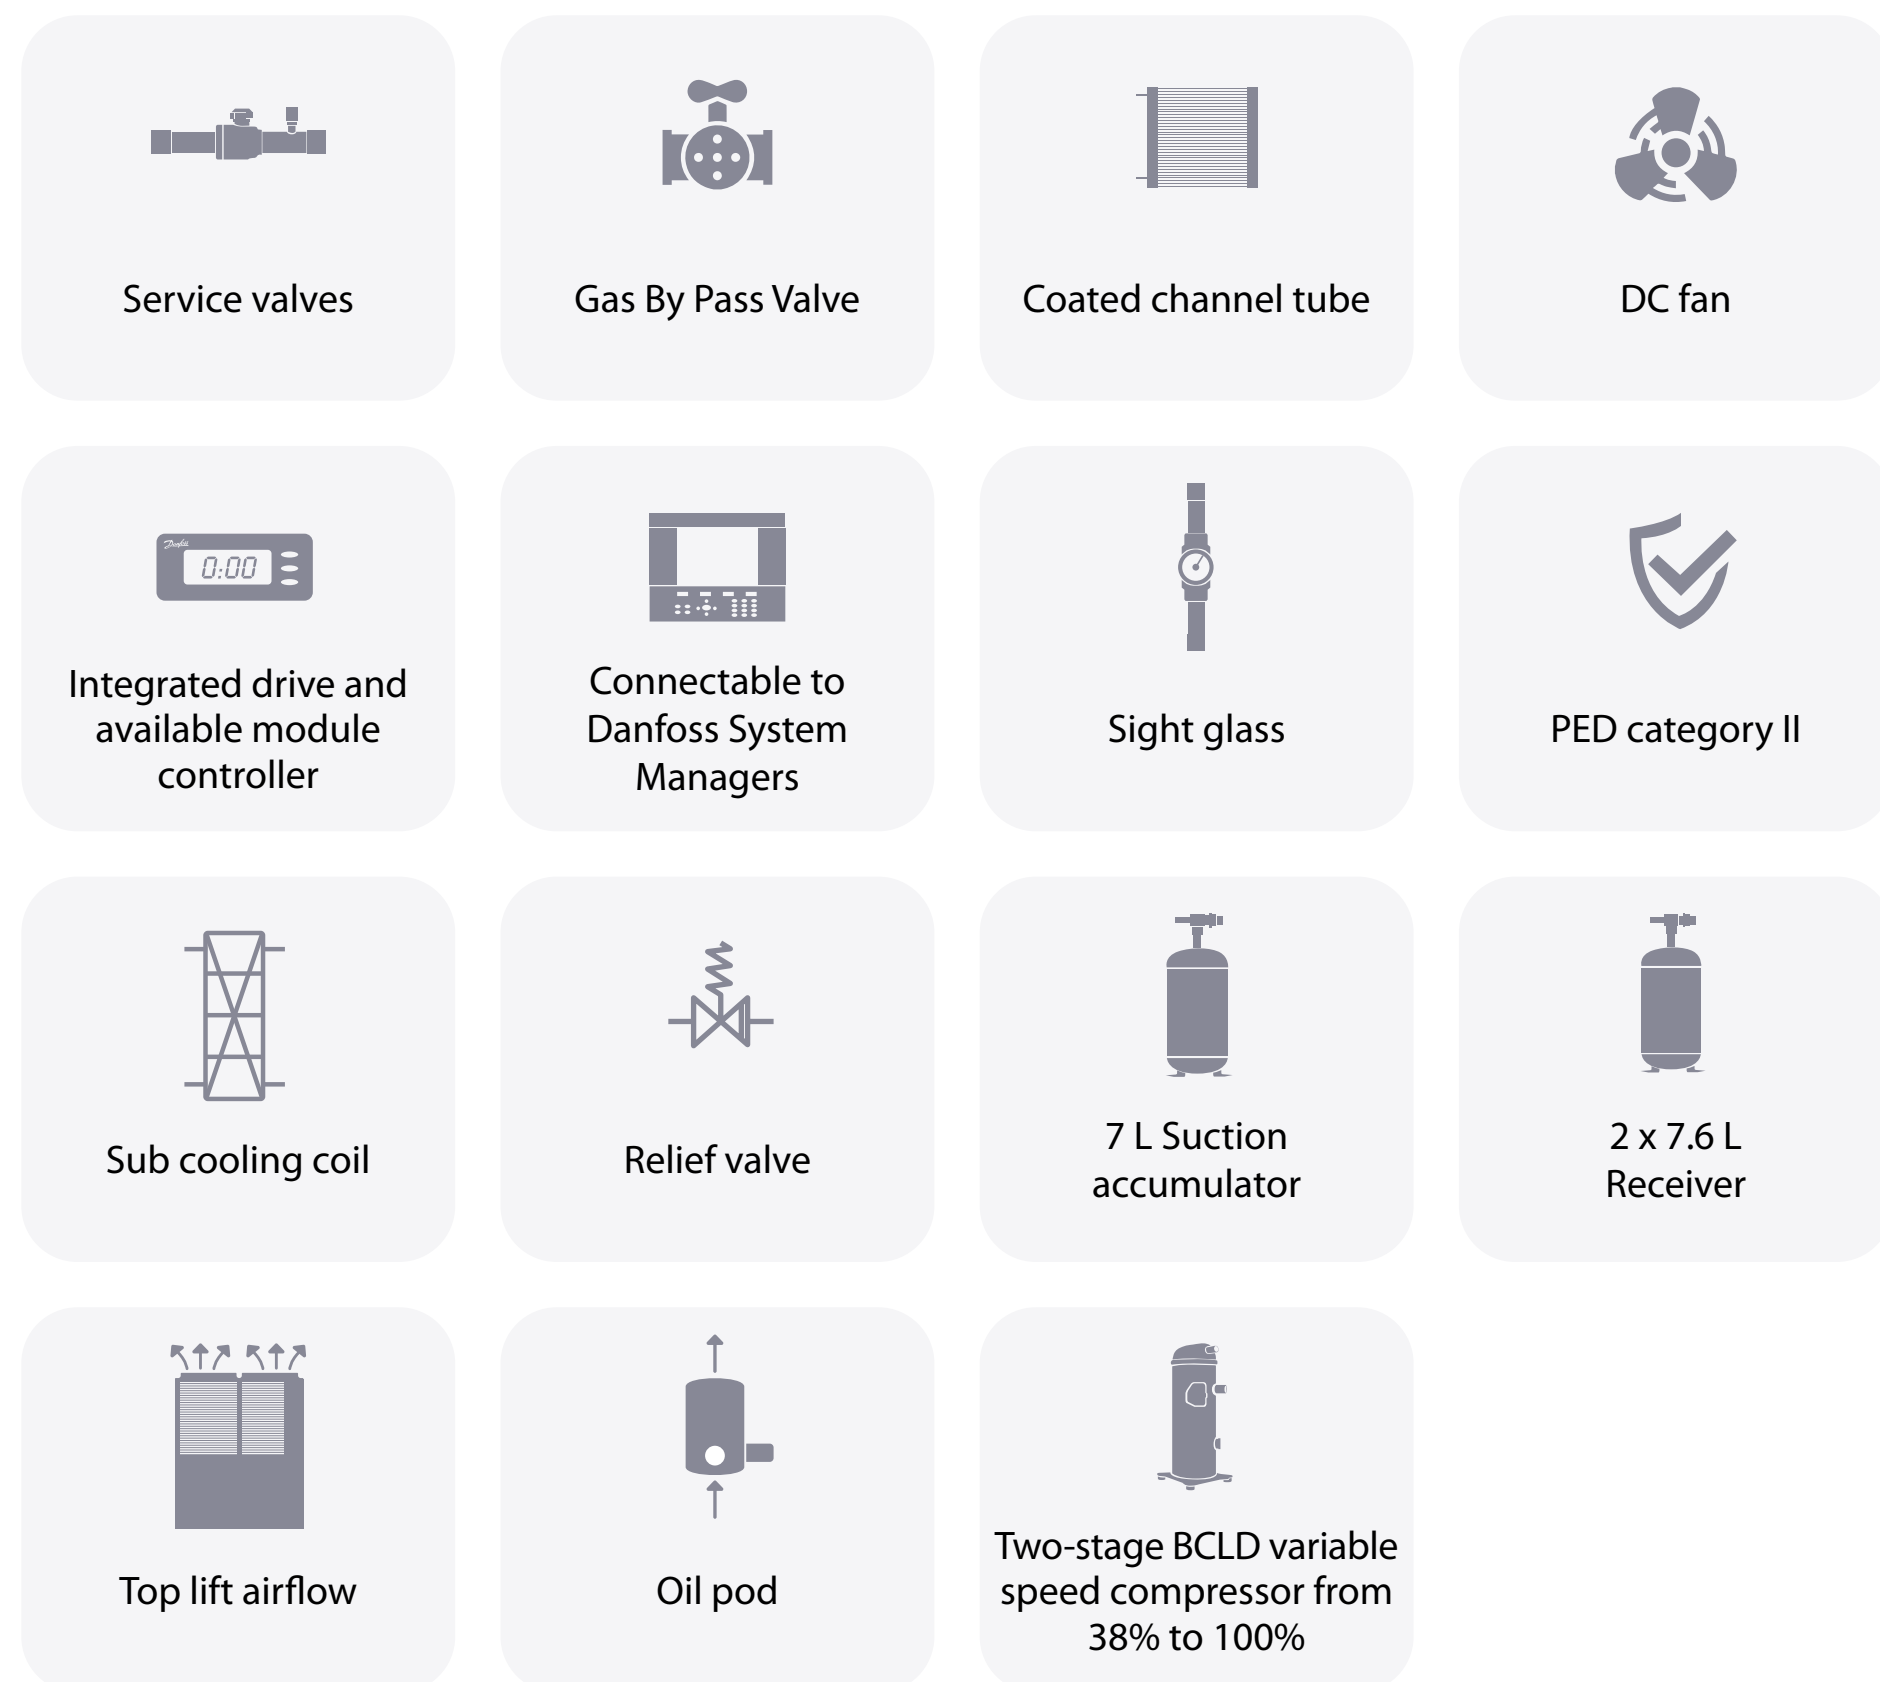 Service valves
Gas By Pass Valve
Coated channel tube
DC fan
Danfoss
0:00
Integrated drive and
available module
controller
Connectable to
Danfoss System
Managers
Sight glass
PED category II
Sub cooling coil
Relief valve
7 L Suction
accumulator
2 x 7.6 L
Receiver
Top lift airflow
Oil pod
Two-stage BCLD variable
speed compressor from
38% to 100%